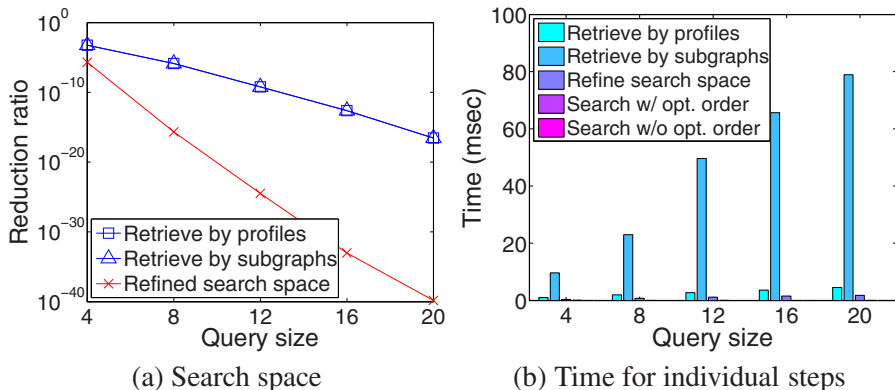 10^0
10^-10
10^-20
10^-30
10^-40
Reduction ratio
Retrieve by profiles
Retrieve by subgraphs
Refined search space
4 8 12 16 20
Query size
(a) Search space
100
80
60
40
20
0
Time (msec)
Retrieve by profiles
Retrieve by subgraphs
Refine search space
Search w/ opt. order
Search w/o opt. order
4 8 12 16 20
Query size
(b) Time for individual steps